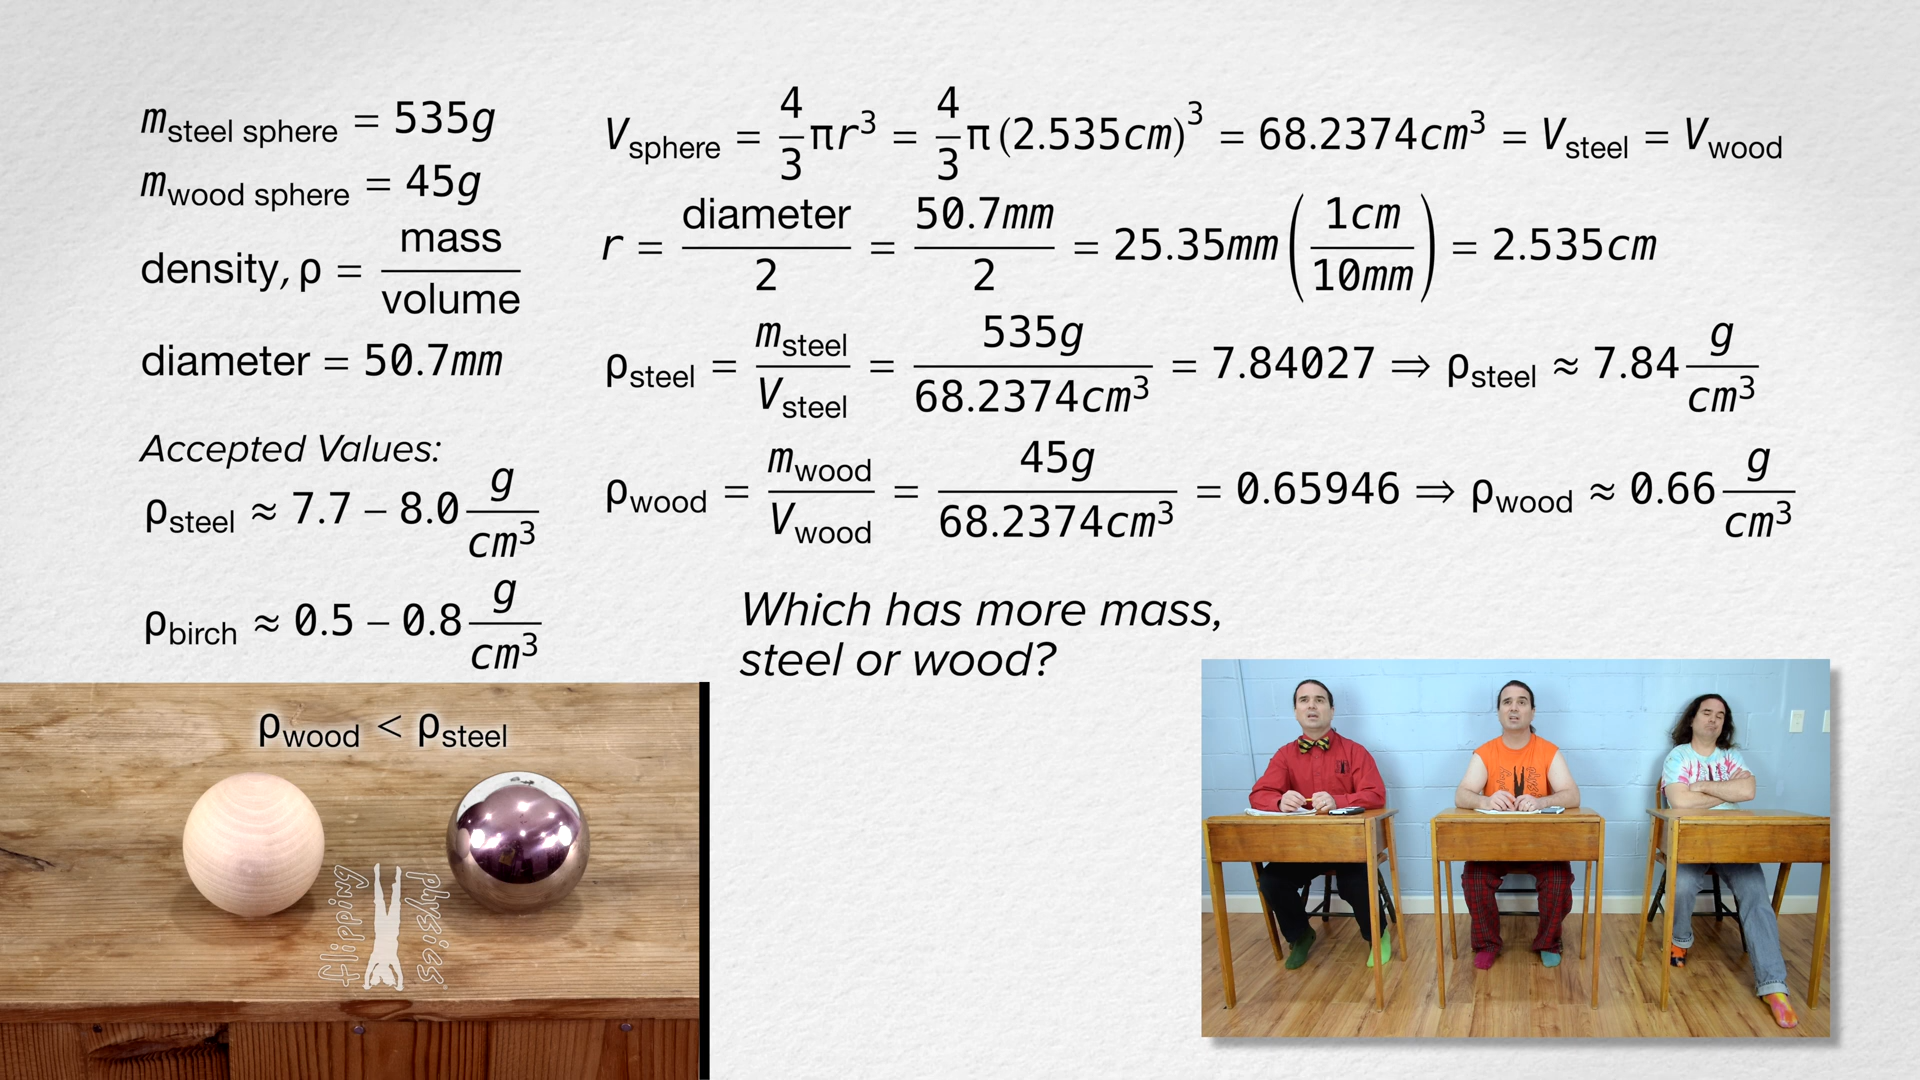 m_steel sphere = 535g
m_wood sphere = 45g
density, ρ = mass / volume
diameter = 50.7mm
Accepted Values:
ρ_steel ≈ 7.7 – 8.0 g/cm³
ρ_birch ≈ 0.5 – 0.8 g/cm³
V_sphere = 4/3 πr³ = 4/3 π(2.535cm)³ = 68.2374cm³ = V_steel = V_wood
r = diameter/2 = 50.7mm/2 = 25.35mm(1cm/10mm) = 2.535cm
ρ_steel = m_steel/V_steel = 535g/68.2374cm³ = 7.84027 ⇒ ρ_steel ≈ 7.84 g/cm³
ρ_wood = m_wood/V_wood = 45g/68.2374cm³ = 0.65946 ⇒ ρ_wood ≈ 0.66 g/cm³
Which has more mass,
steel or wood?
ρ_wood < ρ_steel
flipping physics